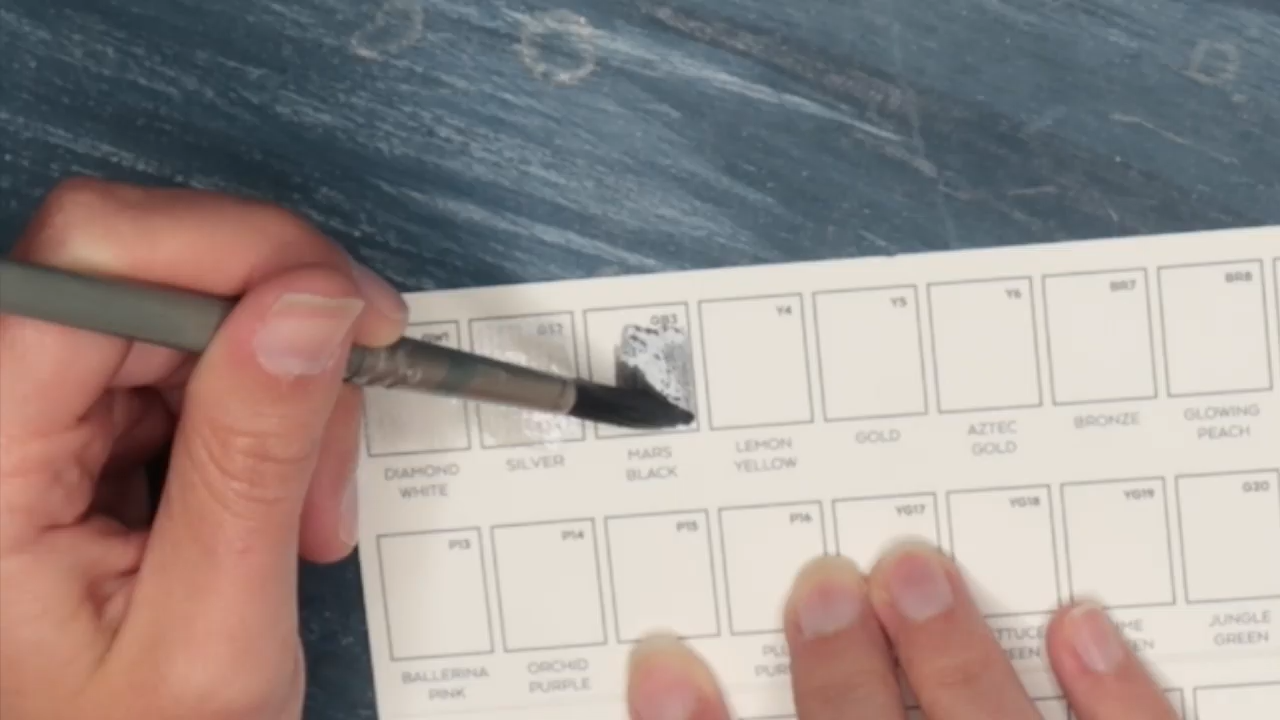 GS2
GB3
Y4
Y5
Y6
BR7
BR8
DIAMOND
WHITE
SILVER
MARS
BLACK
LEMON
YELLOW
GOLD
AZTEC
GOLD
BRONZE
GLOWING
PEACH
P13
P14
P15
P16
YG17
YG18
YG19
G20
BALLERINA
PINK
ORCHID
PURPLE
JUNGLE
GREEN